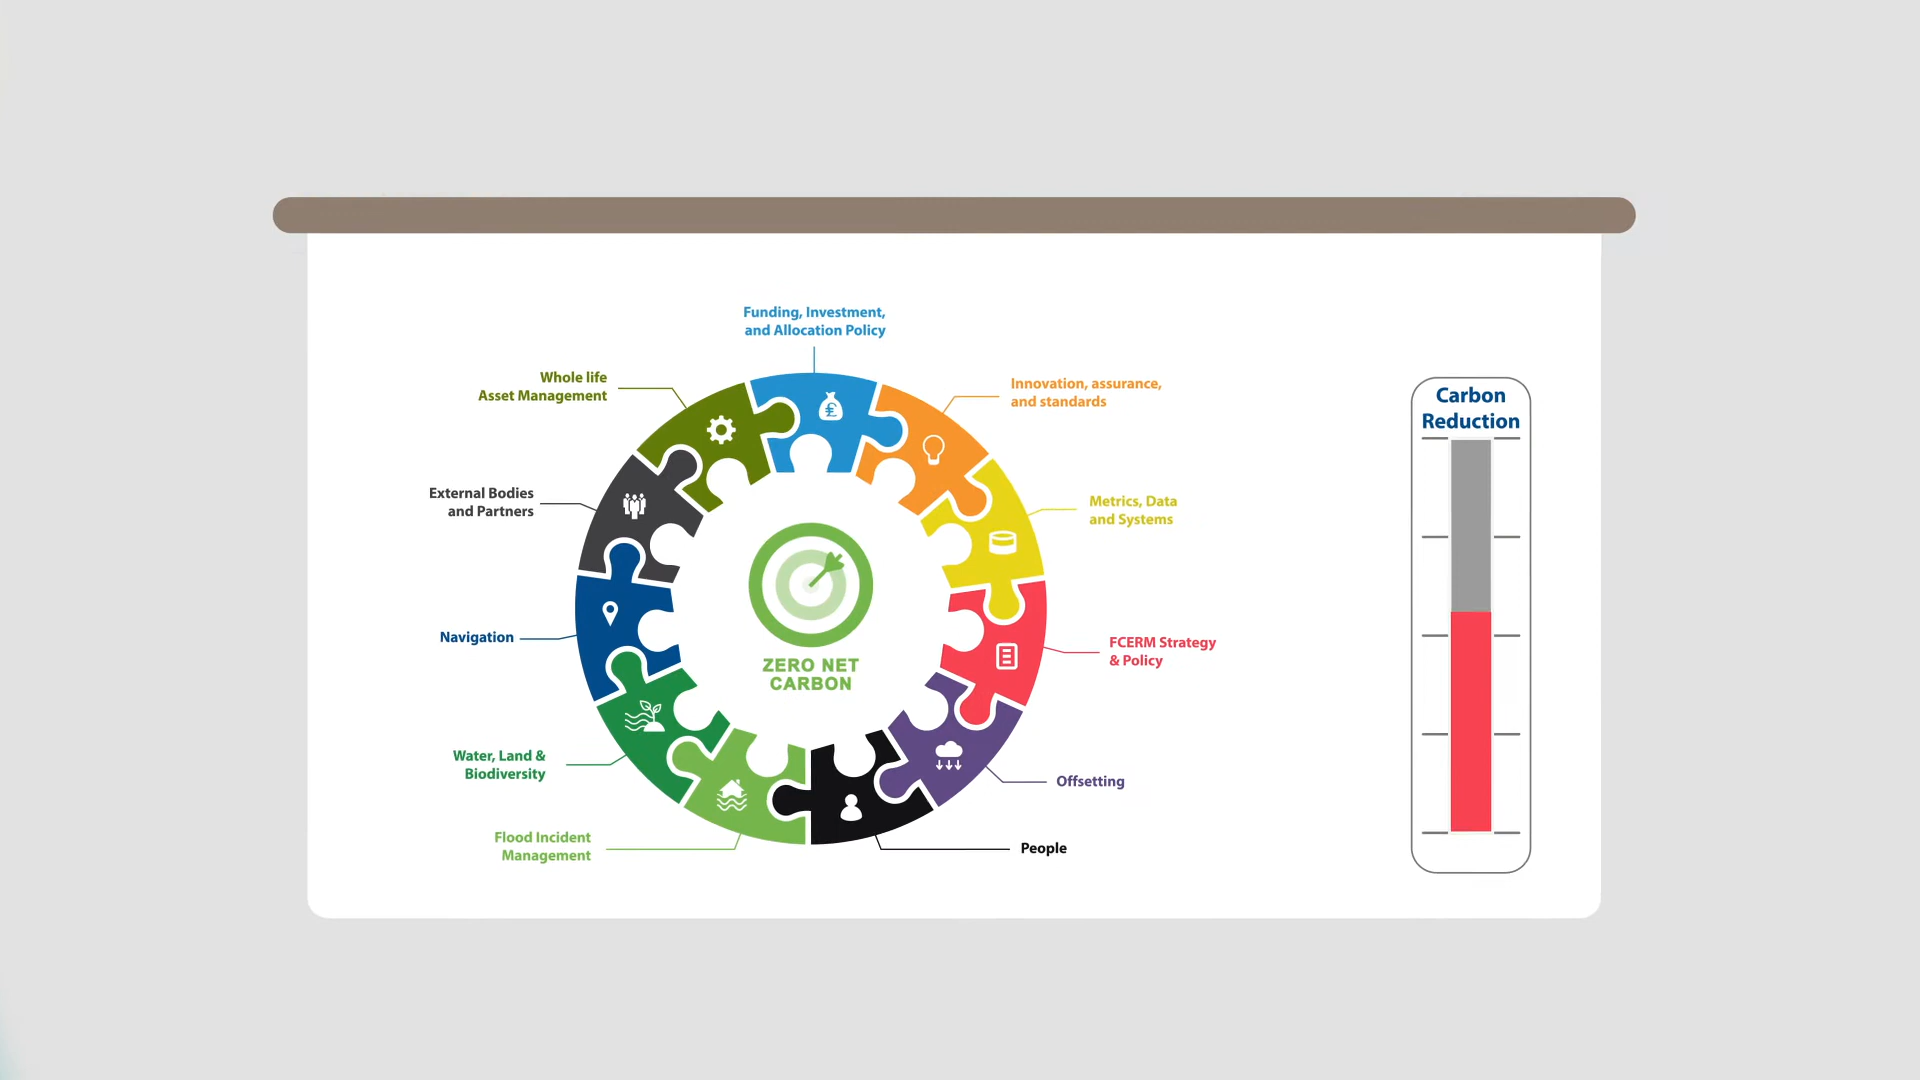 Funding, Investment,
and Allocation Policy
Whole life
Asset Management
Innovation, assurance,
and standards
External Bodies
and Partners
Metrics, Data
and Systems
Navigation
FCERM Strategy
& Policy
Water, Land &
Biodiversity
Offsetting
Flood Incident
Management
People
ZERO NET
CARBON
Carbon
Reduction
£